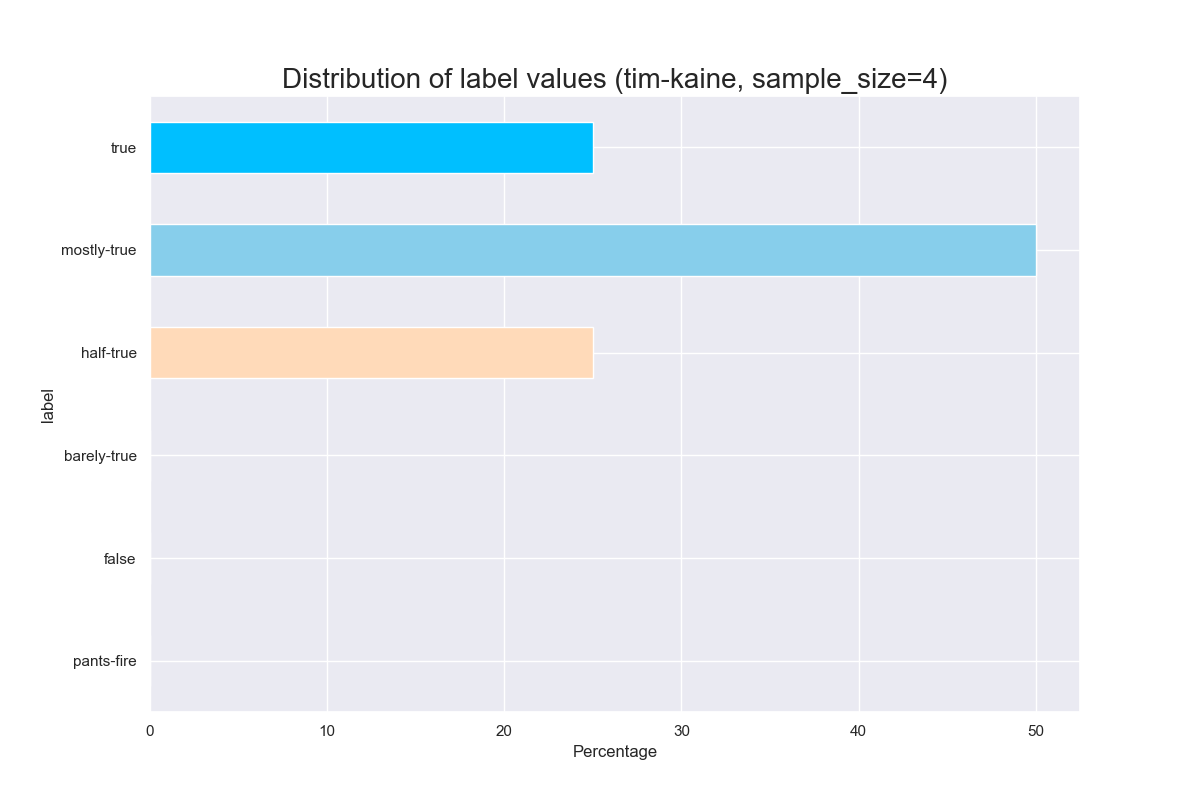 Distribution of label values (tim-kaine, sample_size=4)
true
mostly-true
half-true
barely-true
false
pants-fire
label
0 10 20 30 40 50
Percentage